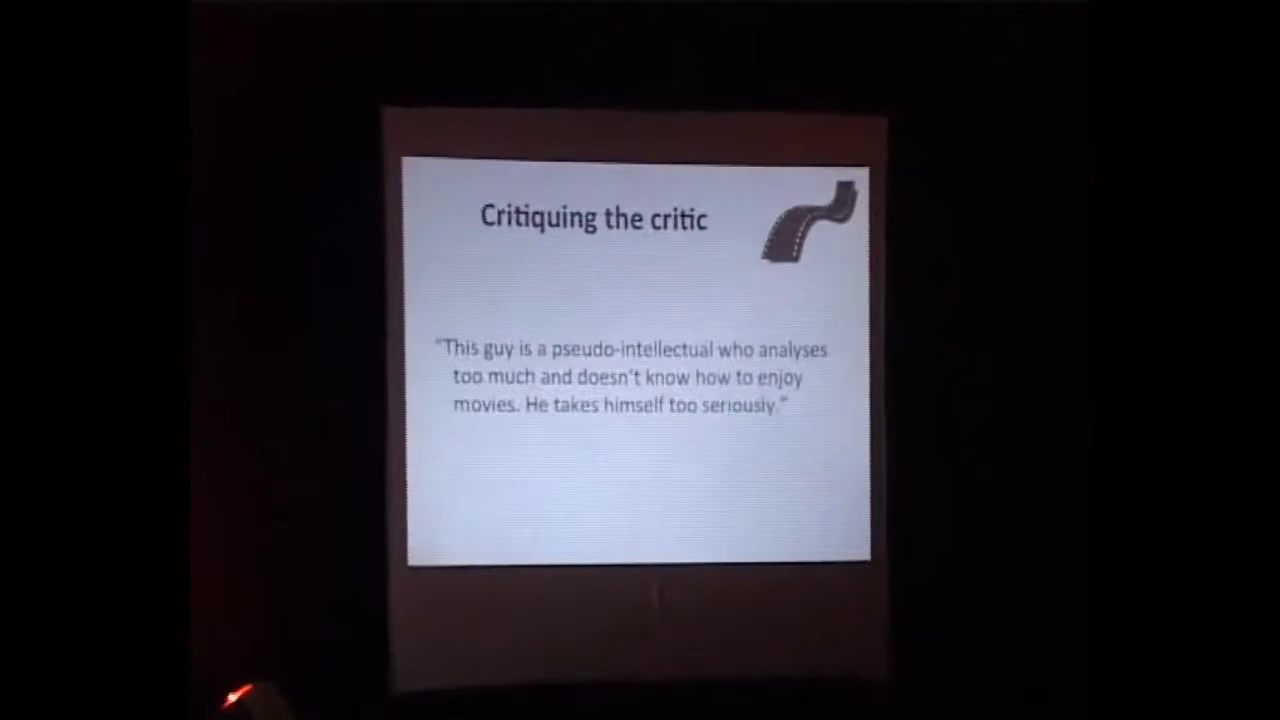 Critiquing the critic
“This guy is a pseudo-intellectual who analyses
too much and doesn't know how to enjoy
movies. He takes himself too seriously.”